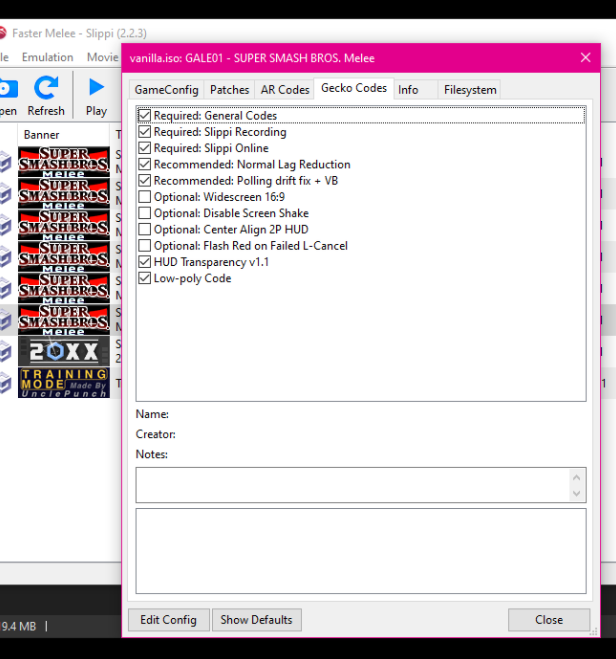 Faster Melee - Slippi (2.2.3)
Emulation Movie
vanilla.iso: GALE01 - SUPER SMASH BROS. Melee
GameConfig Patches AR Codes Gecko Codes Info Filesystem
Refresh Play
Banner
Required: General Codes
Required: Slippi Recording
Required: Slippi Online
Recommended: Normal Lag Reduction
Recommended: Polling drift fix + VB
Optional: Widescreen 16:9
Optional: Disable Screen Shake
Optional: Center Align 2P HUD
Optional: Flash Red on Failed L-Cancel
HUD Transparency v1.1
Low-poly Code
SUPER
SMASH BROS.
Melee
SUPER
SMASH BROS.
Melee
SUPER
SMASH BROS.
Melee
SUPER
SMASH BROS.
Melee
SUPER
SMASH BROS.
Melee
SUPER
SMASH BROS.
Melee
20XX
TRAINING
MODE Made By
UnclePunch
Name:
Creator:
Notes:
Edit Config Show Defaults Close
9.4 MB |